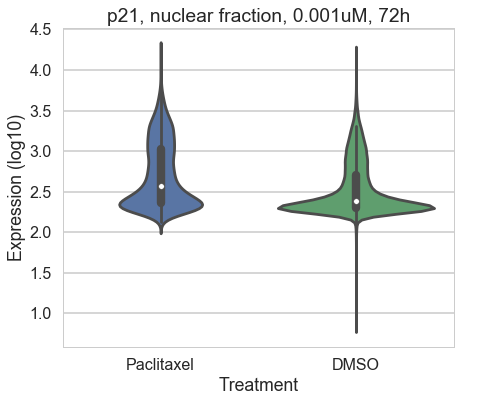 p21, nuclear fraction, 0.001uM, 72h
4.5
4.0
3.5
3.0
2.5
2.0
1.5
1.0
Expression (log10)
Paclitaxel
DMSO
Treatment